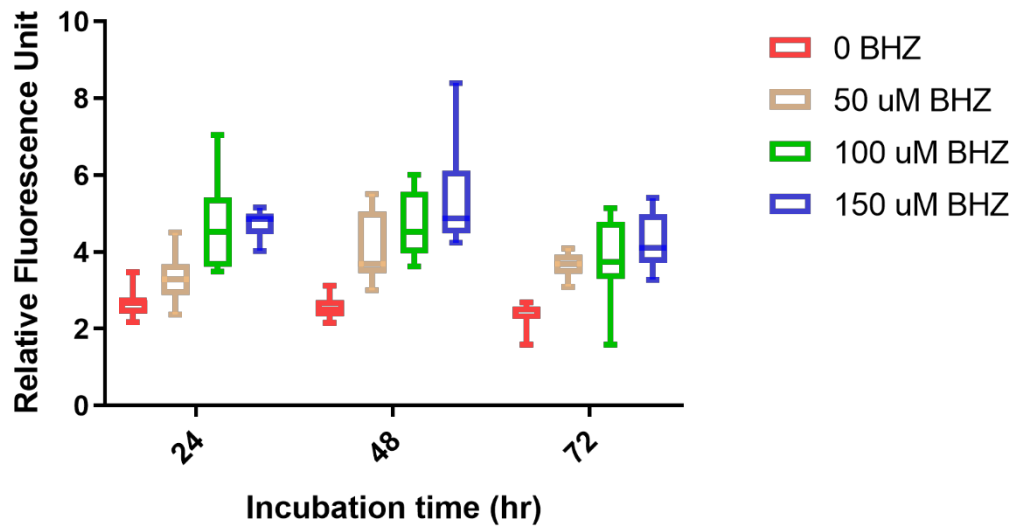 Relative Fluorescence Unit
10
8
6
4
2
0
24
48
72
Incubation time (hr)
0 BHZ
50 uM BHZ
100 uM BHZ
150 uM BHZ